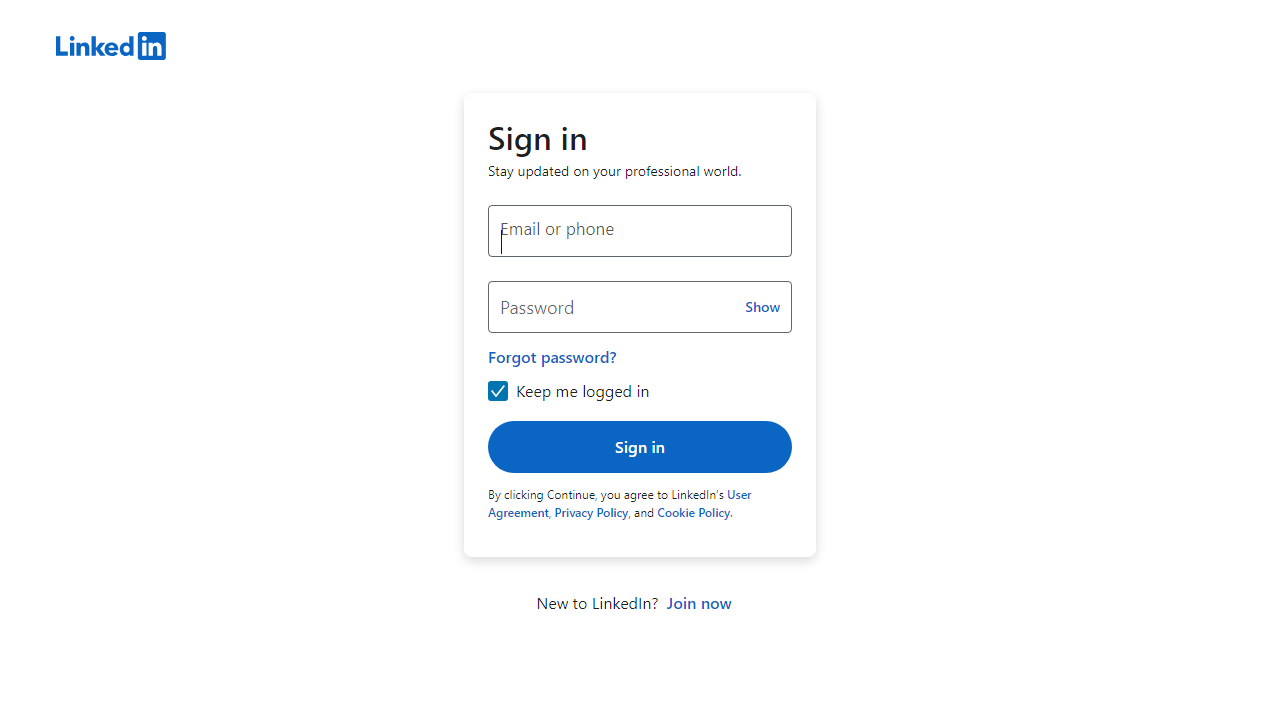 Linked in
Sign in
Stay updated on your professional world.
Email or phone
Password
Show
Forgot password?
Keep me logged in
Sign in
By clicking Continue, you agree to LinkedIn's User
Agreement, Privacy Policy, and Cookie Policy.
New to LinkedIn? Join now